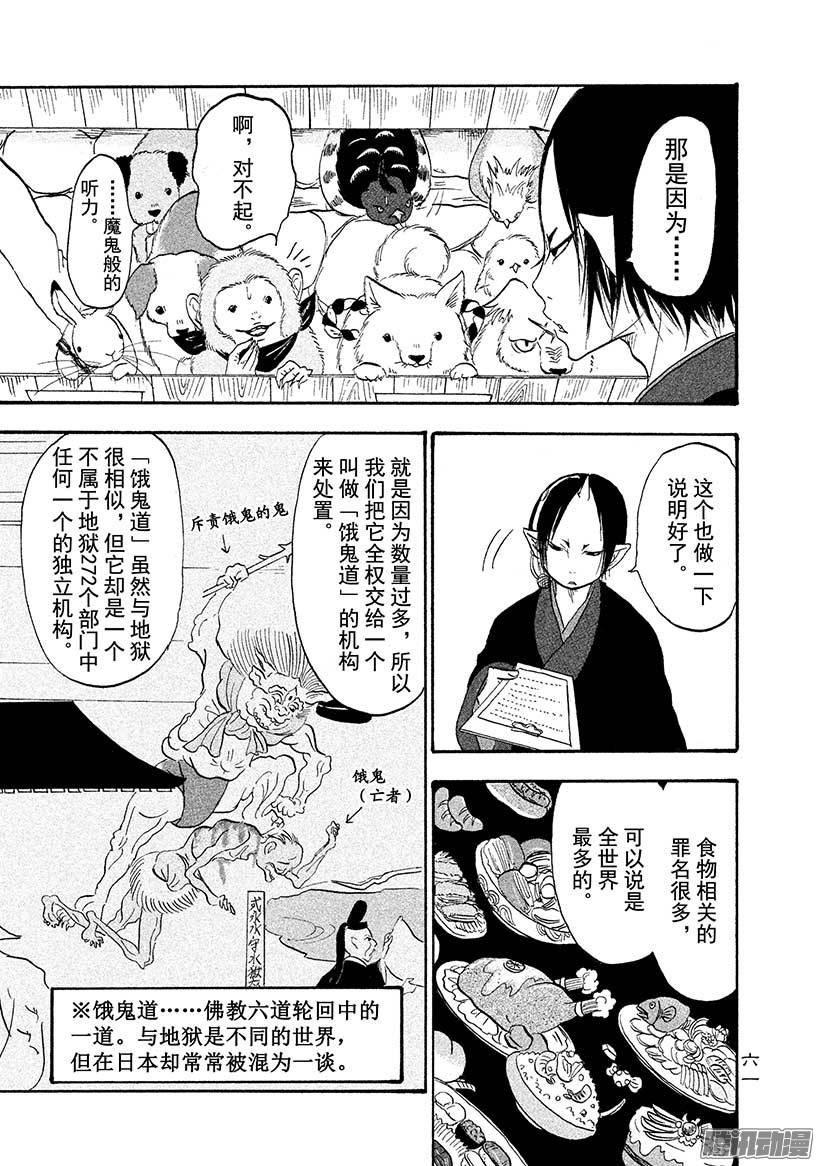 那是因为……
啊，对
不起。
……魔鬼般的
听力。
这个也做一下
说明好了。
食物相关的
罪名很多，
可以说是
全世界
最多的。
就是因为数量过多，所以
我们把它全权交给一个
叫做「饿鬼道」的机构
来处置。
「饿鬼道」虽然与地狱
很相似，但它却是一个
不属于地狱272个部门中
任何一个的独立机构。
斥责饿鬼的鬼
饿鬼
（亡者）
※饿鬼道……佛教六道轮回中的
一道。与地狱是不同的世界，
但在日本却常常被混为一谈。
六一
腾讯动漫